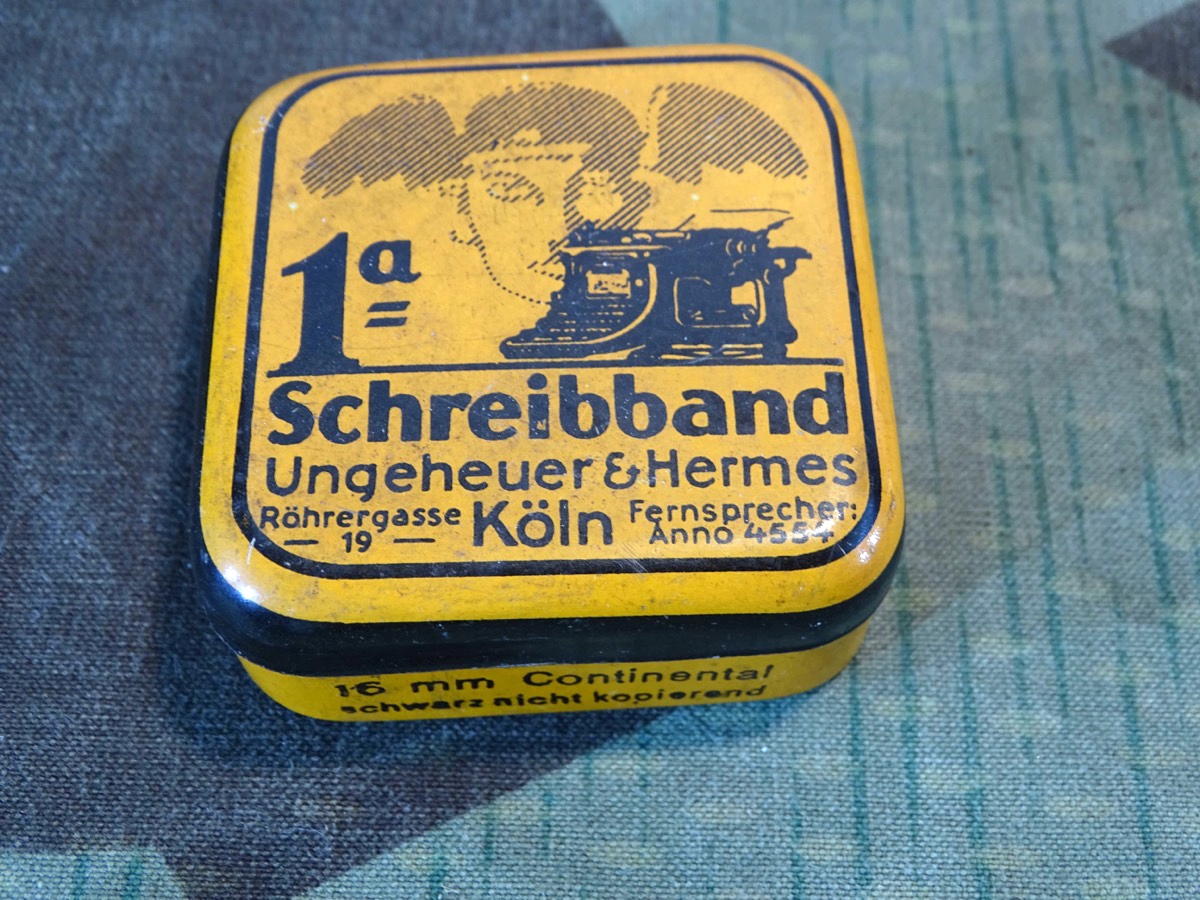 1a
Schreibband
Ungeheuer & Hermes
Röhrergasse 19 Köln Fernsprecher: Anno 4554
16 mm Continental
schwarz nicht kopierend